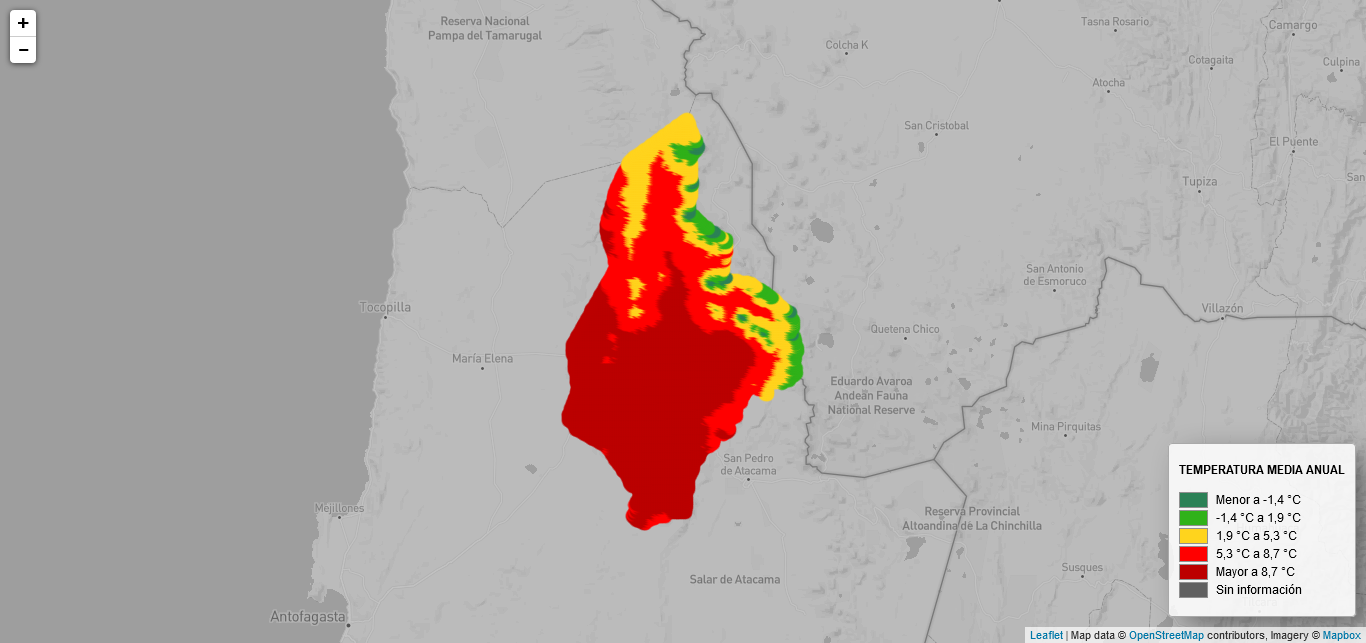 +
−
Reserva Nacional
Pampa del Tamarugal
Tasna Rosario
Camargo
Colcha K
Cotagaita
Culpina
Atocha
San Cristobal
El Puente
San
Tupiza
San Antonio
de Esmoruco
Tocopilla
Villazón
Quetena Chico
María Elena
Eduardo Avaroa
Andean Fauna
National Reserve
Mina Pirquitas
San Pedro
de Atacama
Mejillones
Reserva Provincial
Altoandina de La Chinchilla
Susques
Salar de Atacama
Antofagasta
TEMPERATURA MEDIA ANUAL
Menor a -1,4 °C
-1,4 °C a 1,9 °C
1,9 °C a 5,3 °C
5,3 °C a 8,7 °C
Mayor a 8,7 °C
Sin información
Leaflet | Map data © OpenStreetMap contributors, Imagery © Mapbox